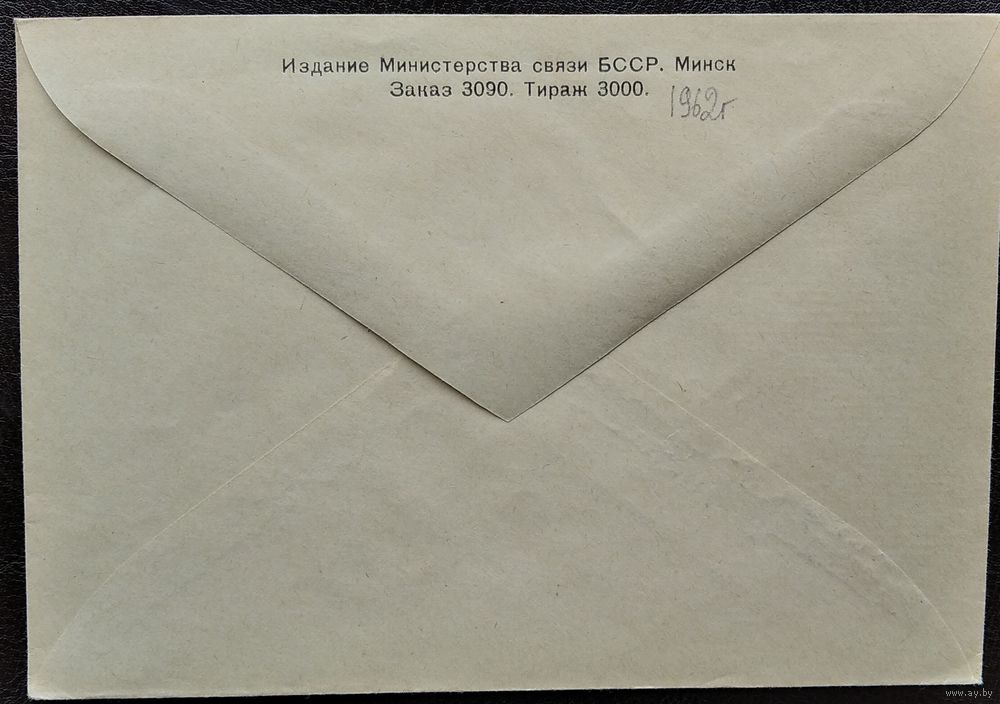 Издание Министерства связи БССР. Минск
Заказ 3090. Тираж 3000.
1962г
www.ay.by